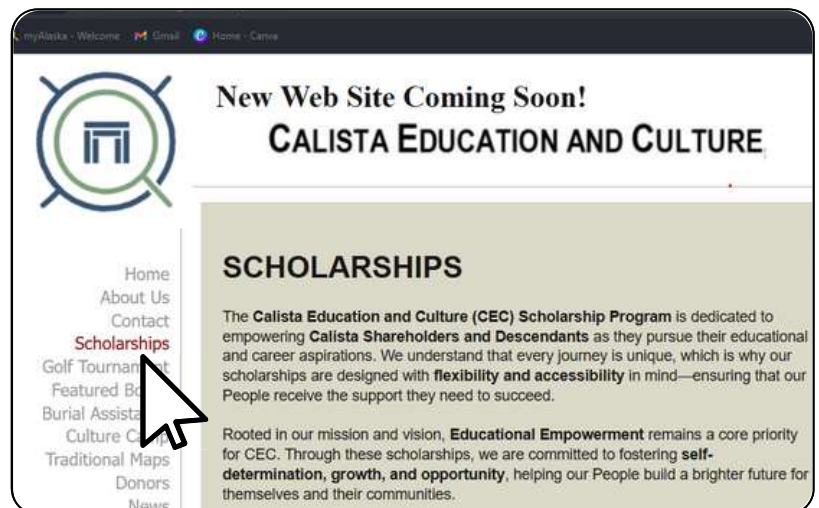 myAlaska - Welcome Gmail Home - Canva
New Web Site Coming Soon!
CALISTA EDUCATION AND CULTURE
Home
About Us
Contact
Scholarships
Golf Tournament
Featured
Burial
Culture
Traditional Maps
Donors
News
SCHOLARSHIPS
The Calista Education and Culture (CEC) Scholarship Program is dedicated to
empowering Calista Shareholders and Descendants as they pursue their educational
and career aspirations. We understand that every journey is unique, which is why our
scholarships are designed with flexibility and accessibility in mind—ensuring that our
People receive the support they need to succeed.
Rooted in our mission and vision, Educational Empowerment remains a core priority
for CEC. Through these scholarships, we are committed to fostering self-
determination, growth, and opportunity, helping our People build a brighter future for
themselves and their communities.